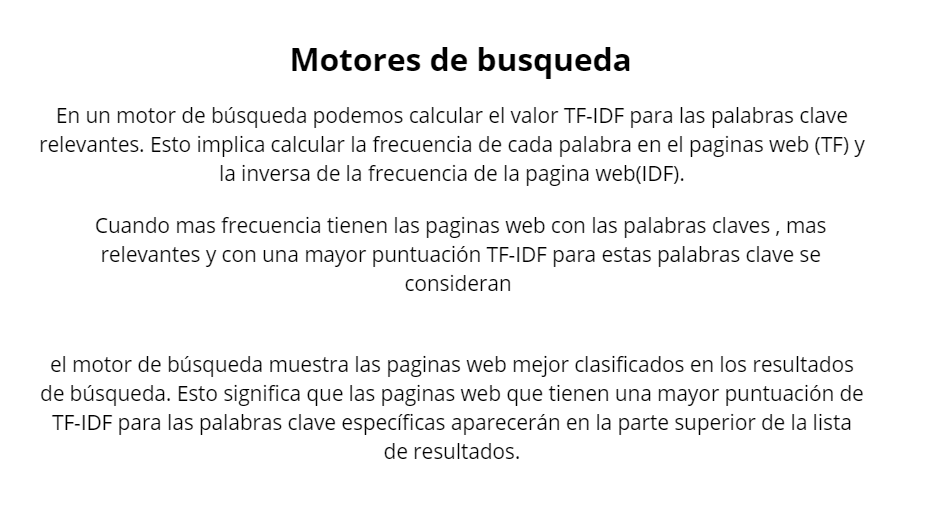 Motores de busqueda
En un motor de búsqueda podemos calcular el valor TF-IDF para las palabras clave
relevantes. Esto implica calcular la frecuencia de cada palabra en el paginas web (TF) y
la inversa de la frecuencia de la pagina web(IDF).
Cuando mas frecuencia tienen las paginas web con las palabras claves , mas
relevantes y con una mayor puntuación TF-IDF para estas palabras clave se
consideran
el motor de búsqueda muestra las paginas web mejor clasificados en los resultados
de búsqueda. Esto significa que las paginas web que tienen una mayor puntuación de
TF-IDF para las palabras clave específicas aparecerán en la parte superior de la lista
de resultados.